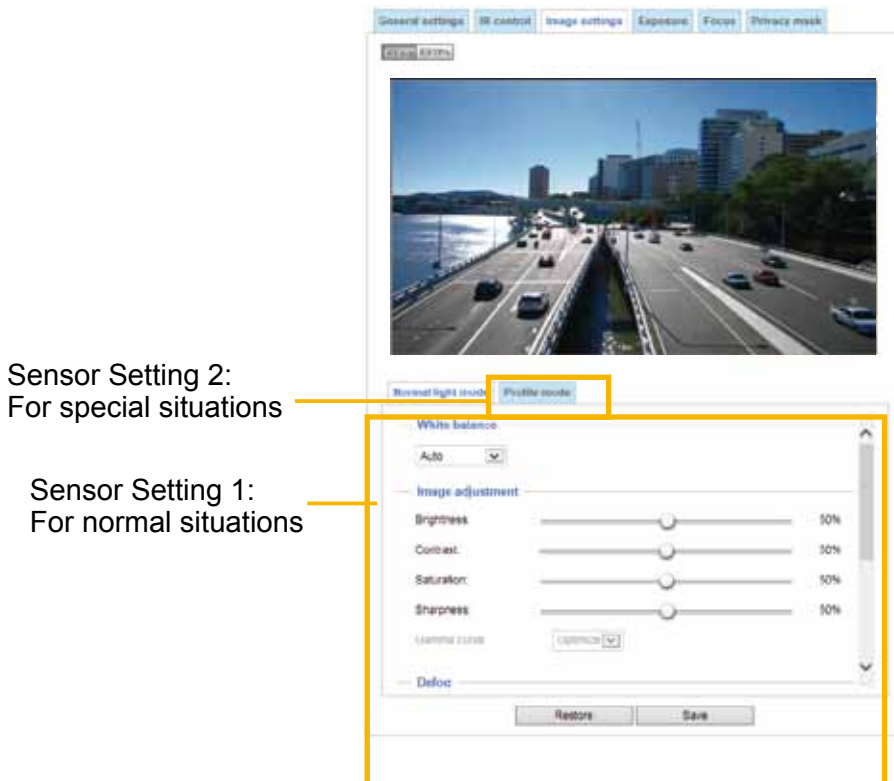 General settings IR control Image settings Exposure Focus Privacy mask
Sensor Setting 2:
For special situations
Normal light mode Profile mode
White balance
Auto
Sensor Setting 1:
For normal situations
Image adjustment
Brightness 50%
Contrast: 50%
Saturation: 50%
Sharpness 50%
Gamma curve Optimize
Defog
Restore Save